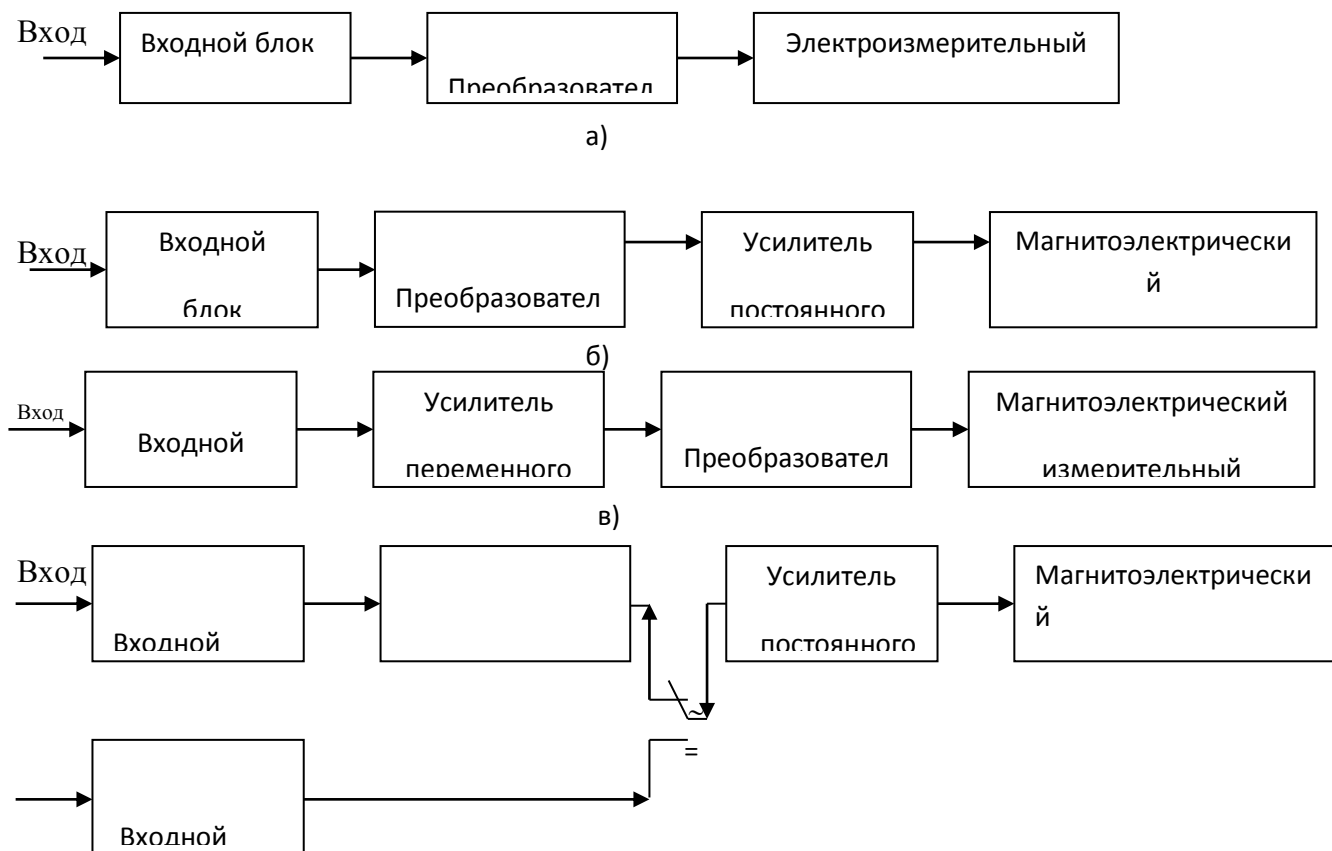 Вход
Входной блок
Преобразовател
Электроизмерительный
а)
Вход
Входной
блок
Преобразовател
Усилитель
постоянного
Магнитоэлектрически
й
б)
Вход
Входной
Усилитель
переменного
Преобразовател
Магнитоэлектрический
измерительный
в)
Вход
Входной
Усилитель
постоянного
Магнитоэлектрически
й
~
=
Входной